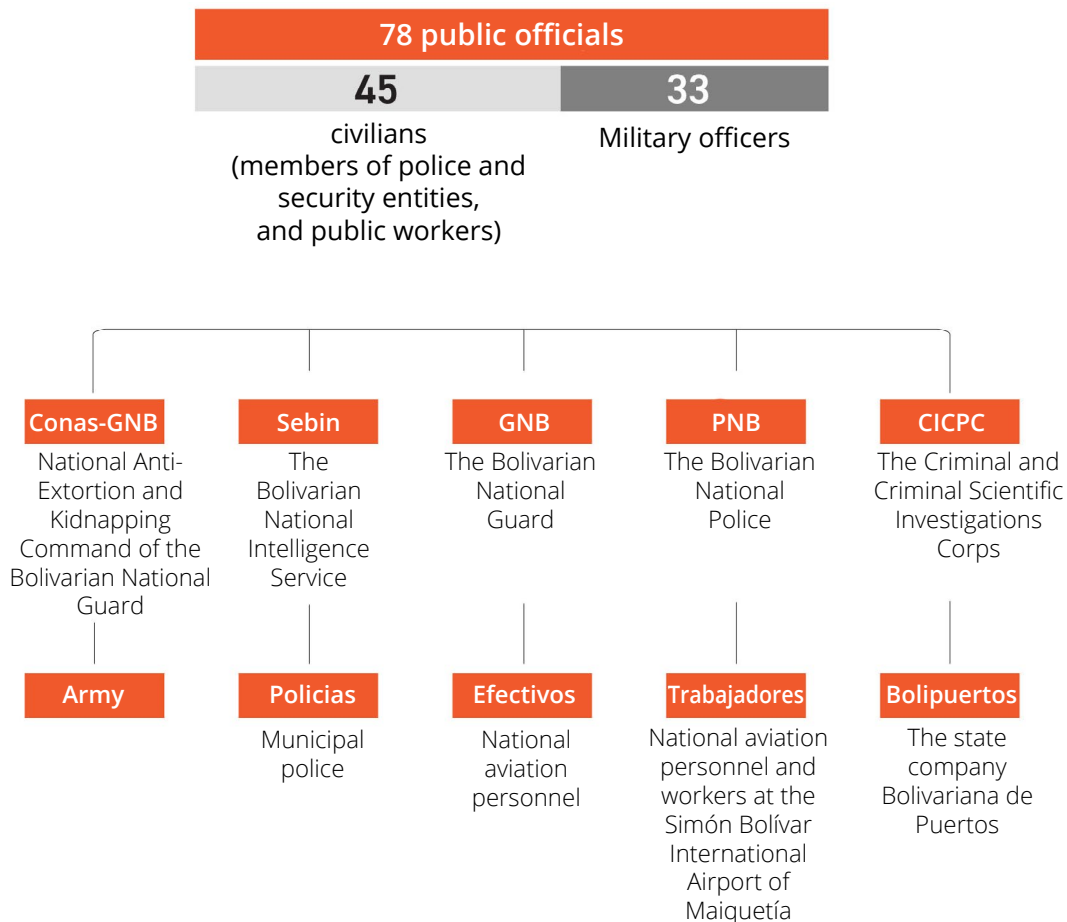 78 public officials
45
civilians
(members of police and
security entities,
and public workers)
33
Military officers
Conas-GNB
National Anti-
Extortion and
Kidnapping
Command of the
Bolivarian National
Guard
Sebin
The
Bolivarian
National
Intelligence
Service
GNB
The Bolivarian
National
Guard
PNB
The Bolivarian
National
Police
CICPC
The Criminal and
Criminal Scientific
Investigations
Corps
Army
Policias
Municipal
police
Efectivos
National
aviation
personnel
Trabajadores
National aviation
personnel and
workers at the
Simón Bolívar
International
Airport of
Maiquetía
Bolipuertos
The state
company
Bolivariana de
Puertos